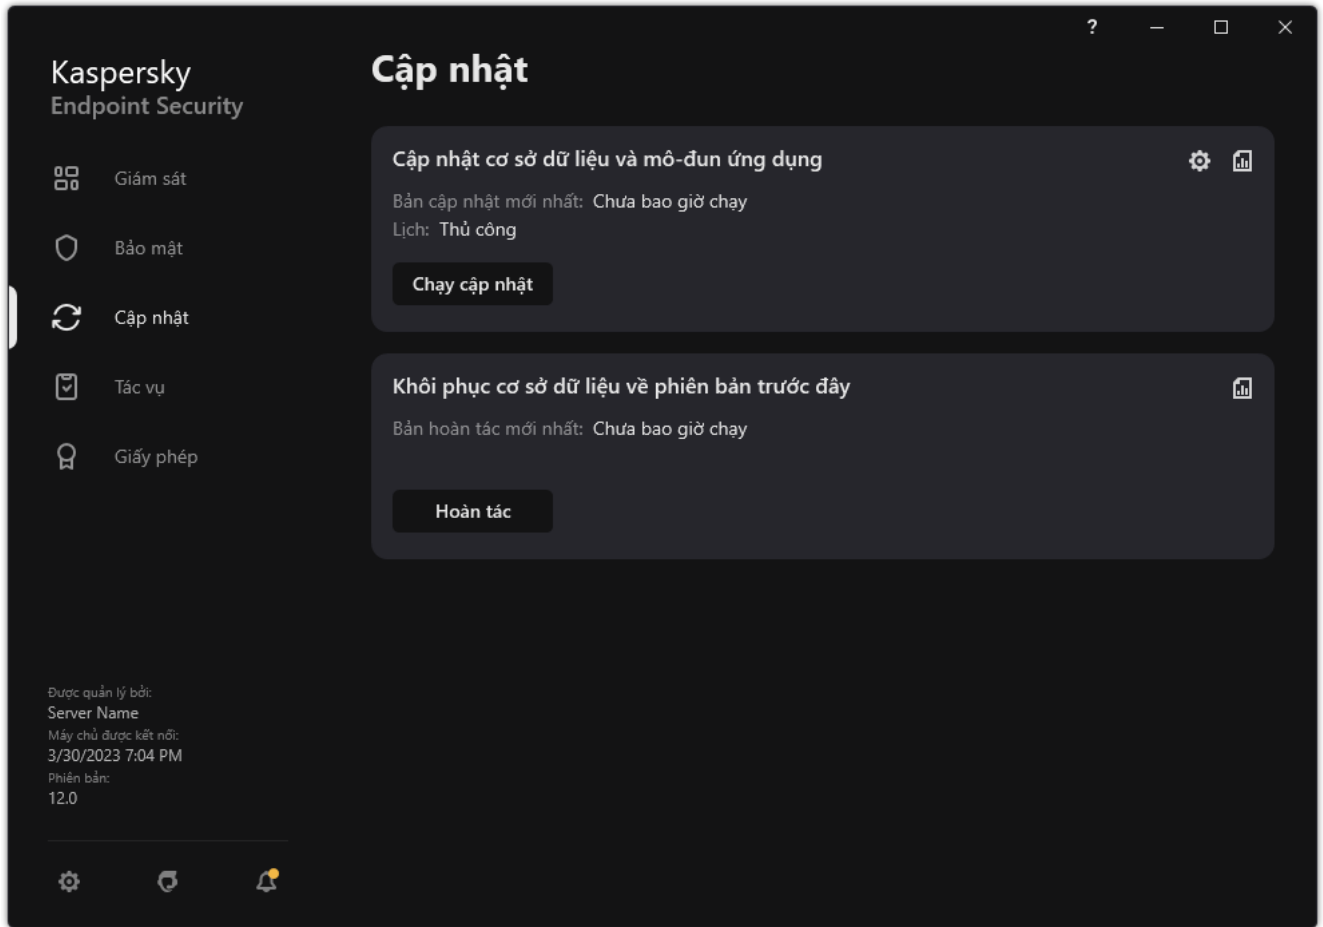 ?
Kaspersky
Endpoint Security
Giám sát
Bảo mật
Cập nhật
Tác vụ
Giấy phép
Được quản lý bởi:
Server Name
Máy chủ được kết nối:
3/30/2023 7:04 PM
Phiên bản:
12.0
Cập nhật
Cập nhật cơ sở dữ liệu và mô-đun ứng dụng
Bản cập nhật mới nhất: Chưa bao giờ chạy
Lịch: Thủ công
Chạy cập nhật
Khôi phục cơ sở dữ liệu về phiên bản trước đây
Bản hoàn tác mới nhất: Chưa bao giờ chạy
Hoàn tác